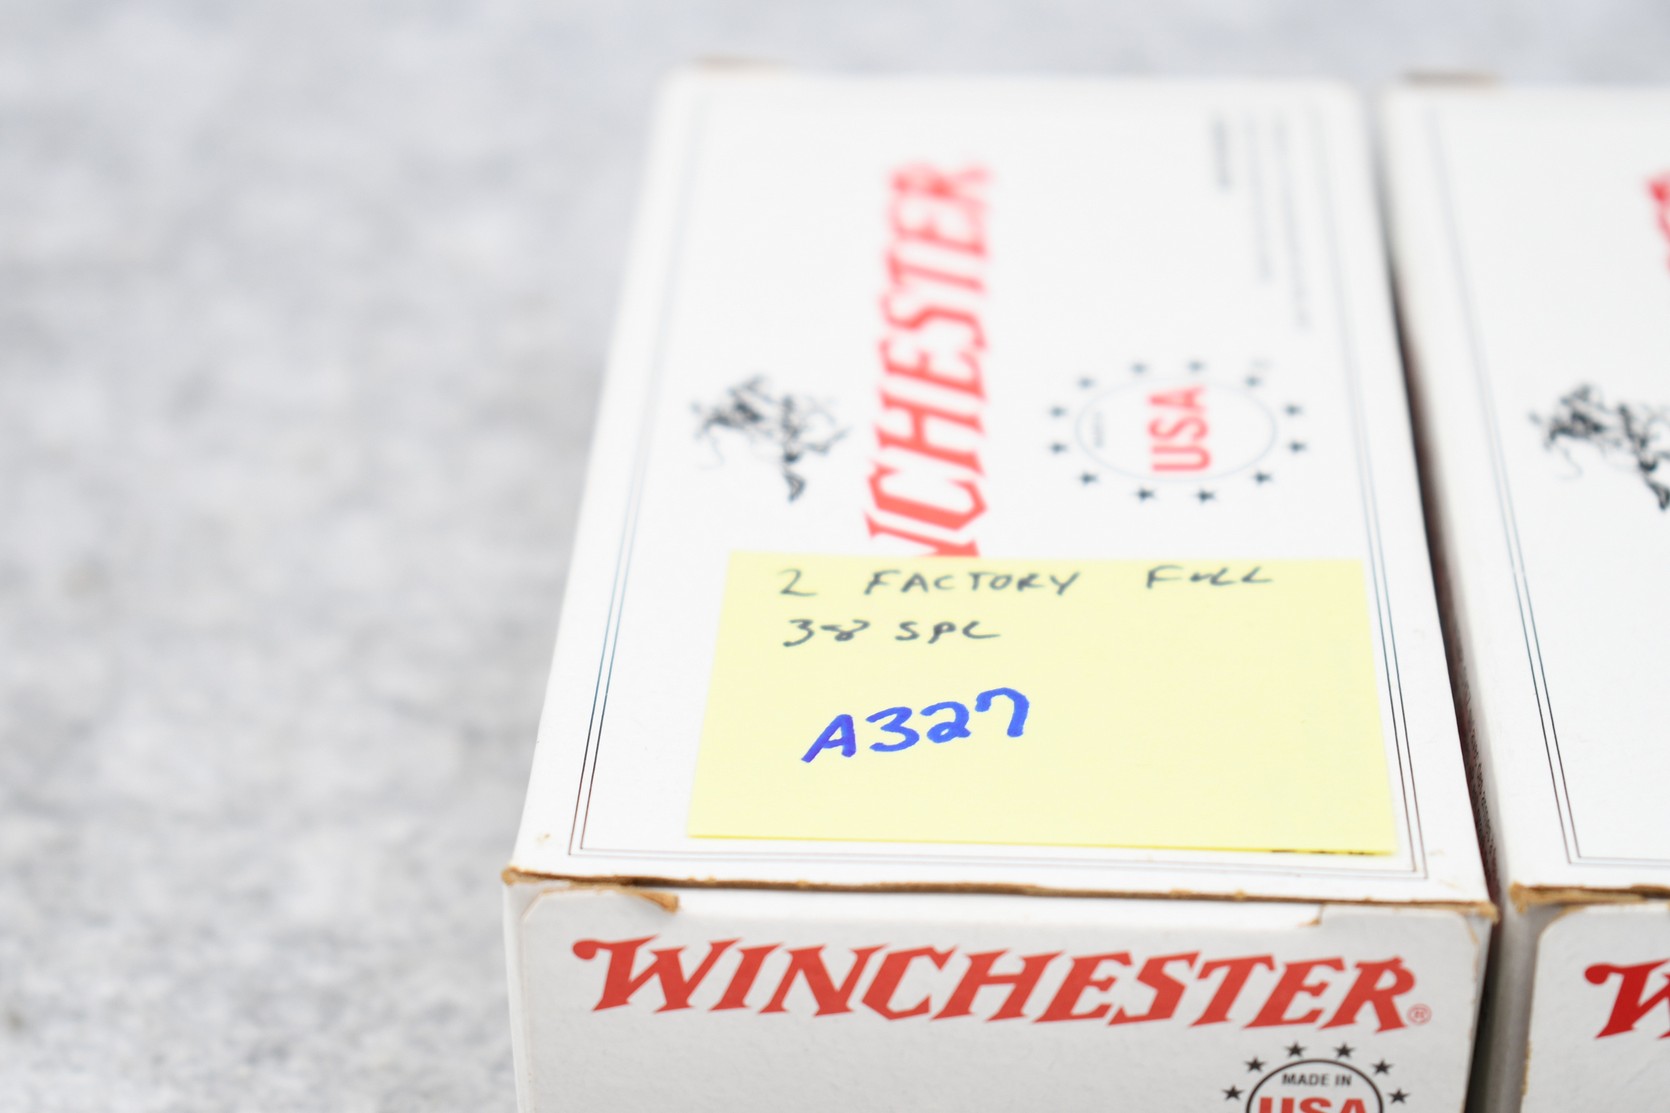 WINCHESTER
USA
2 FACTORY FULL
38 SPL
A327
WINCHESTER®
MADE IN
USA